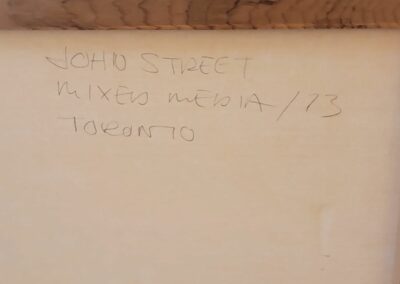 JOHN STREET
MIXED MEDIA / 73
TORONTO